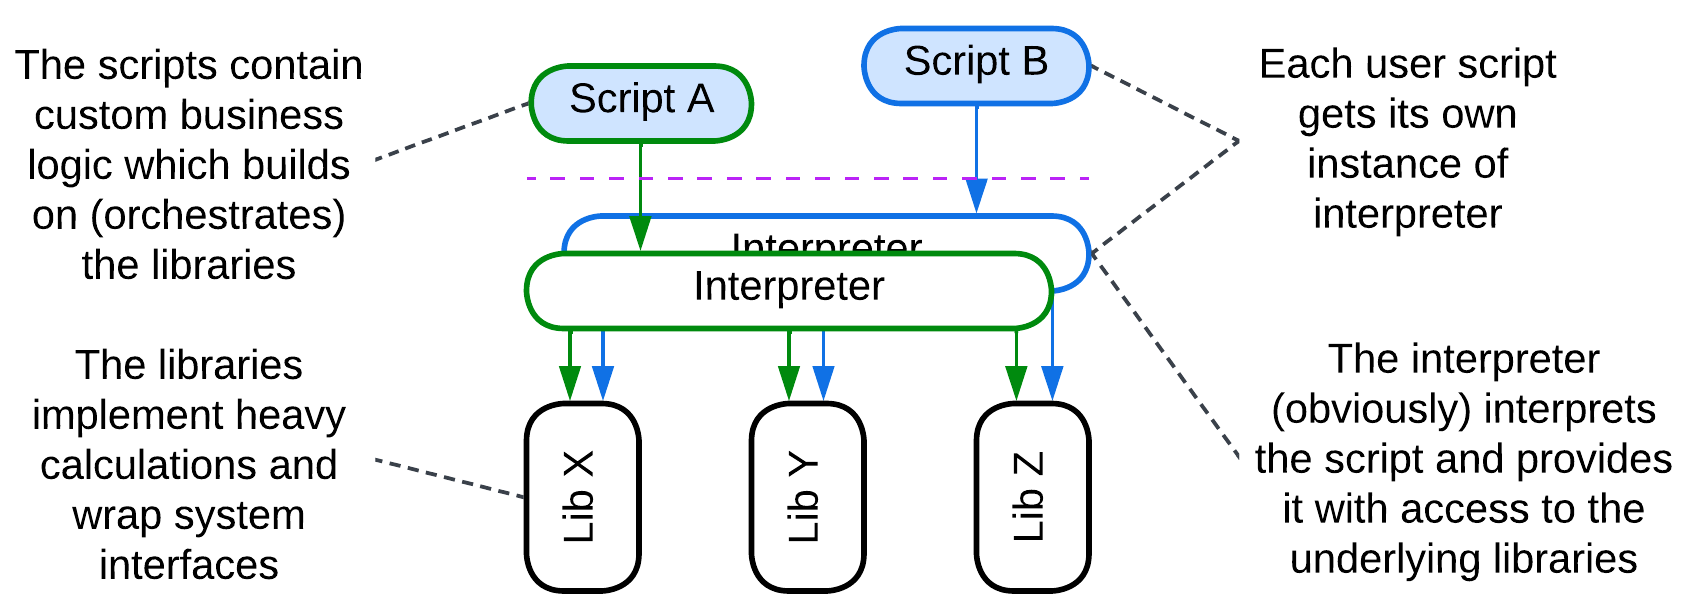 The scripts contain
custom business
logic which builds
on (orchestrates)
the libraries
The libraries
implement heavy
calculations and
wrap system
interfaces
Script A
Script B
Interpreter
Interpreter
Lib X
Lib Y
Lib Z
Each user script
gets its own
instance of
interpreter
The interpreter
(obviously) interprets
the script and provides
it with access to the
underlying libraries